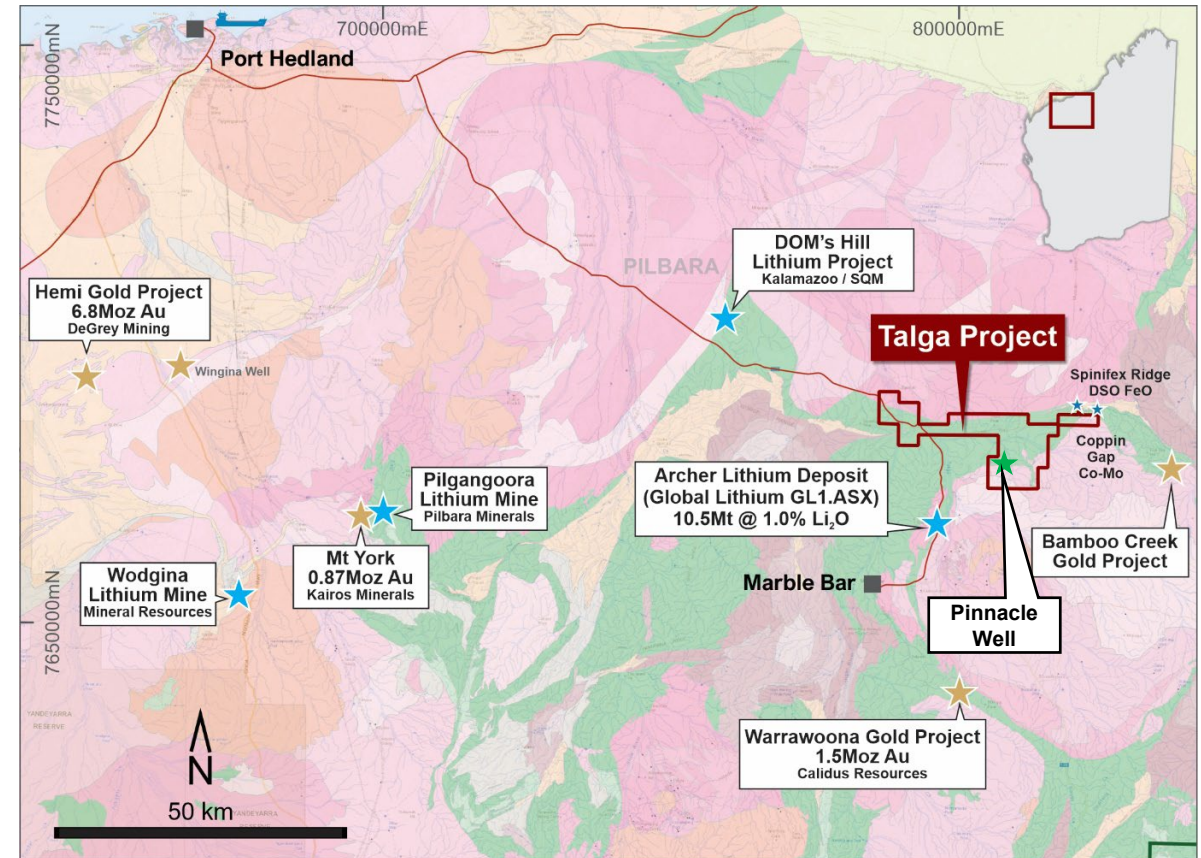 700000mE
800000mE
7750000mN
7650000mN
Port Hedland
PILBARA
DOM's Hill
Lithium Project
Kalamazoo / SQM
Hemi Gold Project
6.8Moz Au
DeGrey Mining
Wingina Well
Talga Project
Spinifex Ridge
DSO FeO
Coppin
Gap
Co-Mo
Archer Lithium Deposit
(Global Lithium GL1.ASX)
10.5Mt @ 1.0% Li₂O
Pilgangoora
Lithium Mine
Pilbara Minerals
Mt York
0.87Moz Au
Kairos Minerals
Wodgina
Lithium Mine
Mineral Resources
Bamboo Creek
Gold Project
Marble Bar
Pinnacle
Well
Warrawoona Gold Project
1.5Moz Au
Calidus Resources
YANDEYARRA
RESERVE
N
50 km
YANDEYARRA
RESERVE